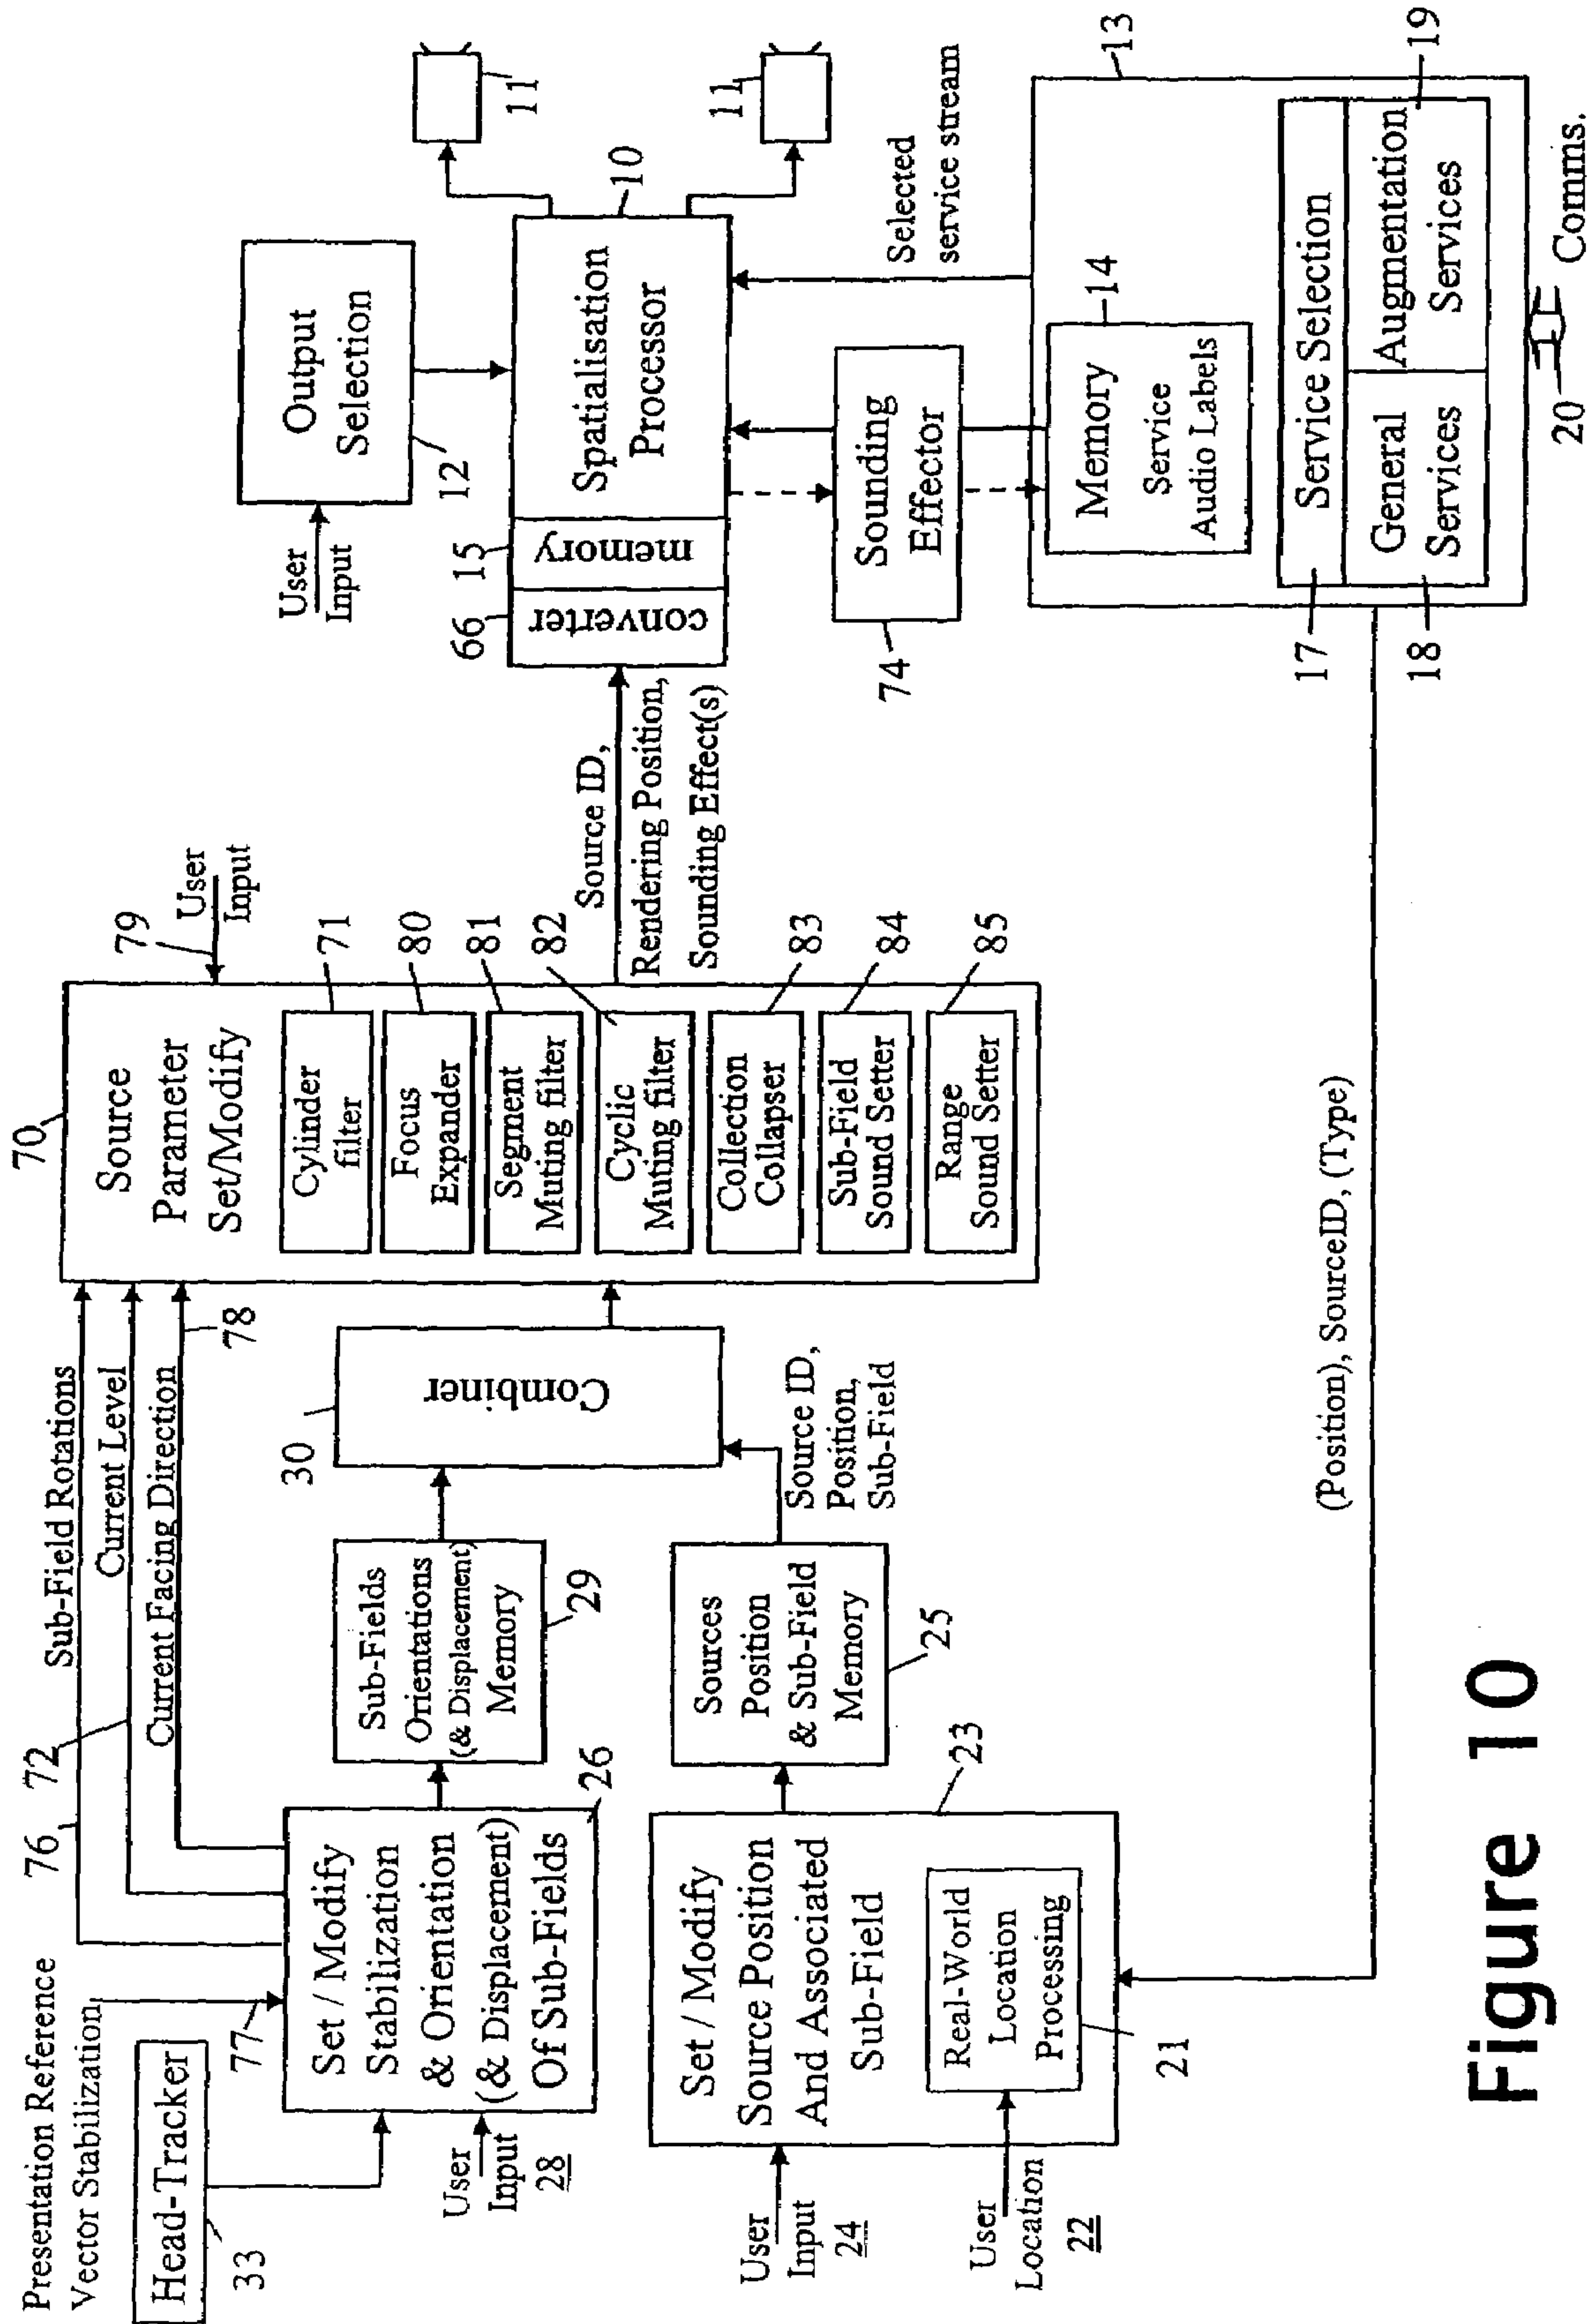 Presentation Reference
Vector Stabilization
Head-Tracker
33
77
76
72
78
Sub-Field Rotations
Current Level
Current Facing Direction
Set / Modify
Stabilization
& Orientation
(& Displacement)
Of Sub-Fields
26
User
Input
28
Sub-Fields
Orientations
(& Displacement)
Memory
29
30
Combiner
Set / Modify
Source Position
And Associated
Sub-Field
23
Real-World
Location
Processing
21
User
Input
24
User
Location
22
Sources
Position
& Sub-Field
Memory
25
Source ID,
Position,
Sub-Field
70
Source
Parameter
Set/Modify
79
User
Input
Cylinder
filter
71
Focus
Expander
80
Segment
Muting filter
81
Cyclic
Muting filter
82
Collection
Collapser
83
Sub-Field
Sound Setter
84
Range
Sound Setter
85
Source ID,
Rendering Position,
Sounding Effect(s)
User
Input
Output
Selection
12
66
converter
15
memory
Spatialisation
Processor
10
11
11
Sounding
Effector
74
Selected
service stream
13
Memory
Service
Audio Labels
14
17
Service Selection
General
Services
18
Augmentation
Services
19
20
Comms.
(Position), SourceID, (Type)
Figure 10